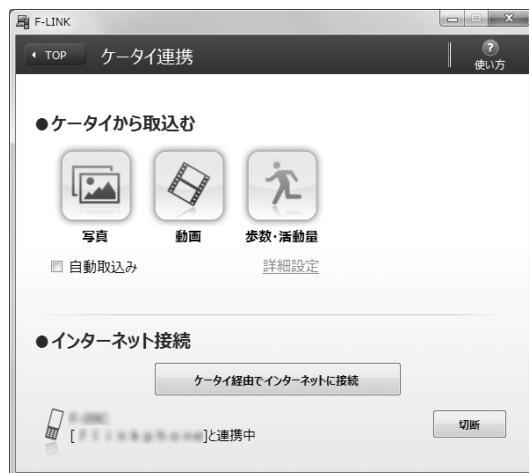 F-LINK
TOP ケータイ連携
?
使い方
●ケータイから取込む
写真 動画 歩数・活動量
自動取込み 詳細設定
●インターネット接続
ケータイ経由でインターネットに接続
[ ]と連携中
切断